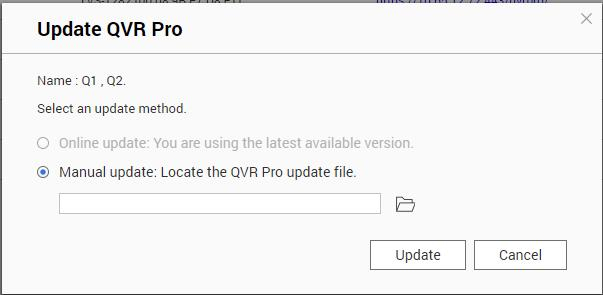 Update QVR Pro
Name : Q1 , Q2.
Select an update method.
Online update: You are using the latest available version.
Manual update: Locate the QVR Pro update file.
Update Cancel